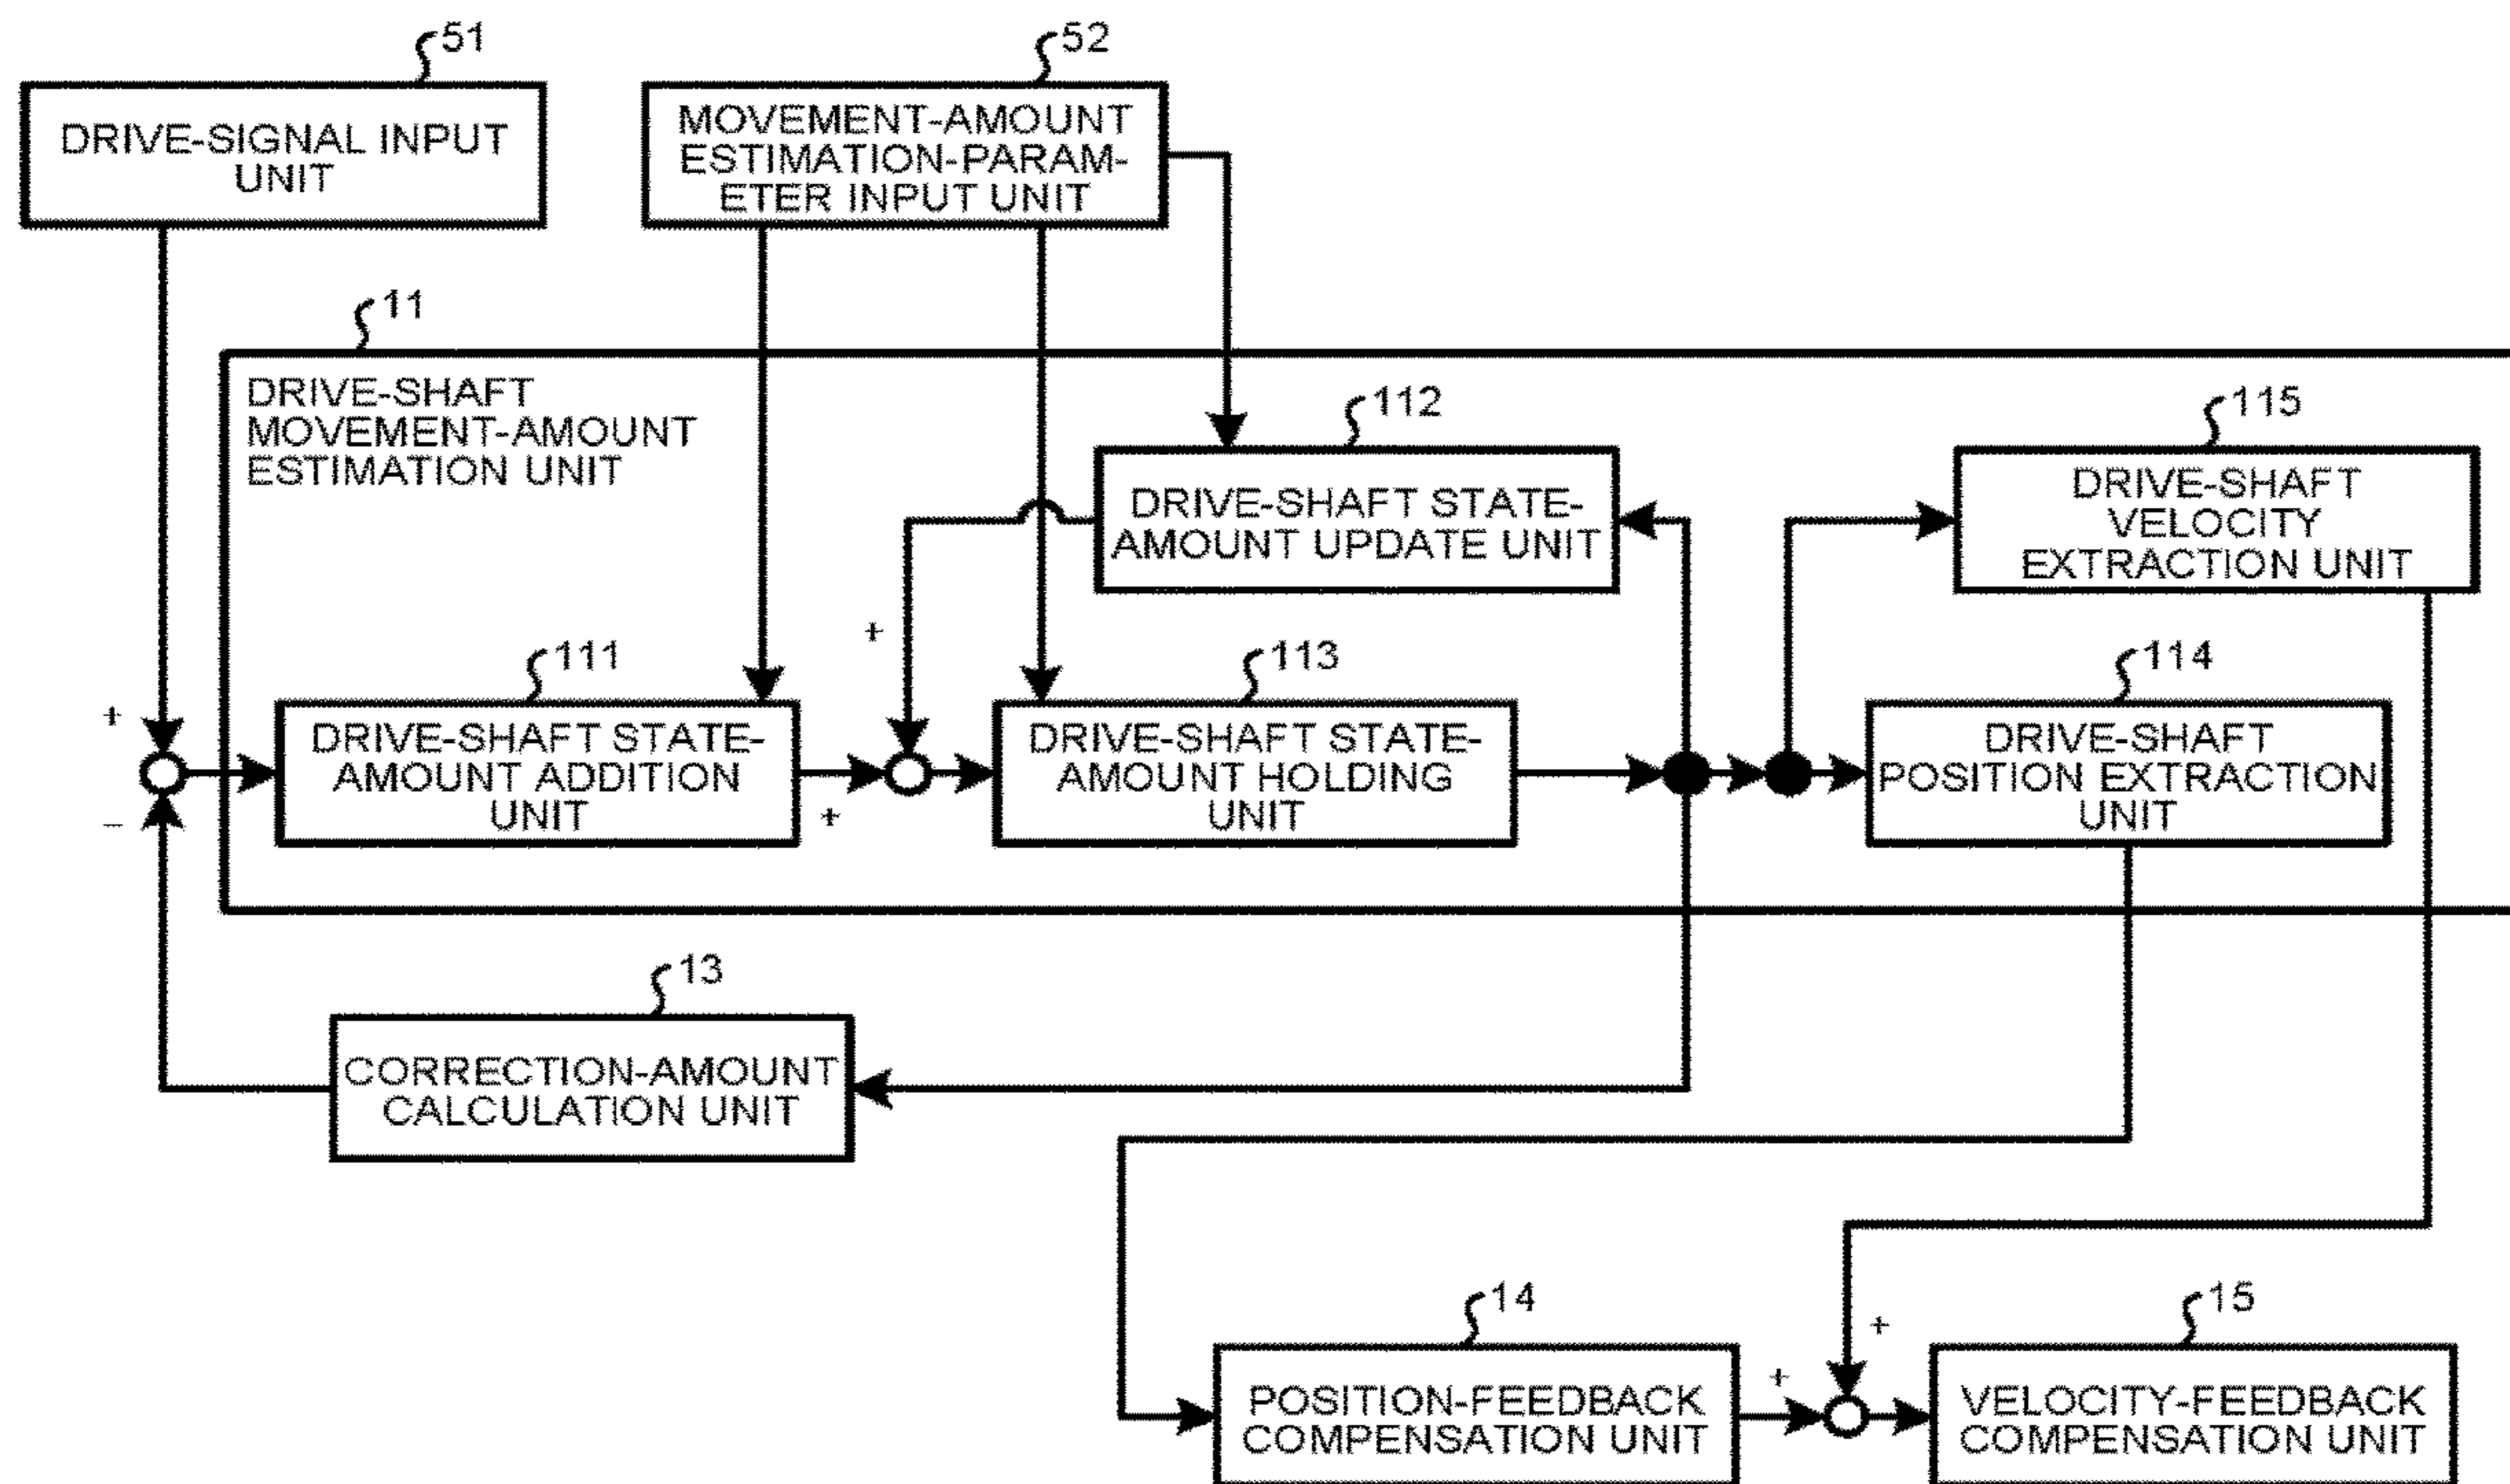 51
52
DRIVE-SIGNAL INPUT
UNIT
MOVEMENT-AMOUNT
ESTIMATION-PARAM-
ETER INPUT UNIT
11
DRIVE-SHAFT
MOVEMENT-AMOUNT
ESTIMATION UNIT
112
115
DRIVE-SHAFT STATE-
AMOUNT UPDATE UNIT
DRIVE-SHAFT
VELOCITY
EXTRACTION UNIT
+
111
113
114
+
DRIVE-SHAFT STATE-
AMOUNT ADDITION
UNIT
+
DRIVE-SHAFT STATE-
AMOUNT HOLDING
UNIT
DRIVE-SHAFT
POSITION EXTRACTION
UNIT
−
13
CORRECTION-AMOUNT
CALCULATION UNIT
14
15
+
+
POSITION-FEEDBACK
COMPENSATION UNIT
VELOCITY-FEEDBACK
COMPENSATION UNIT